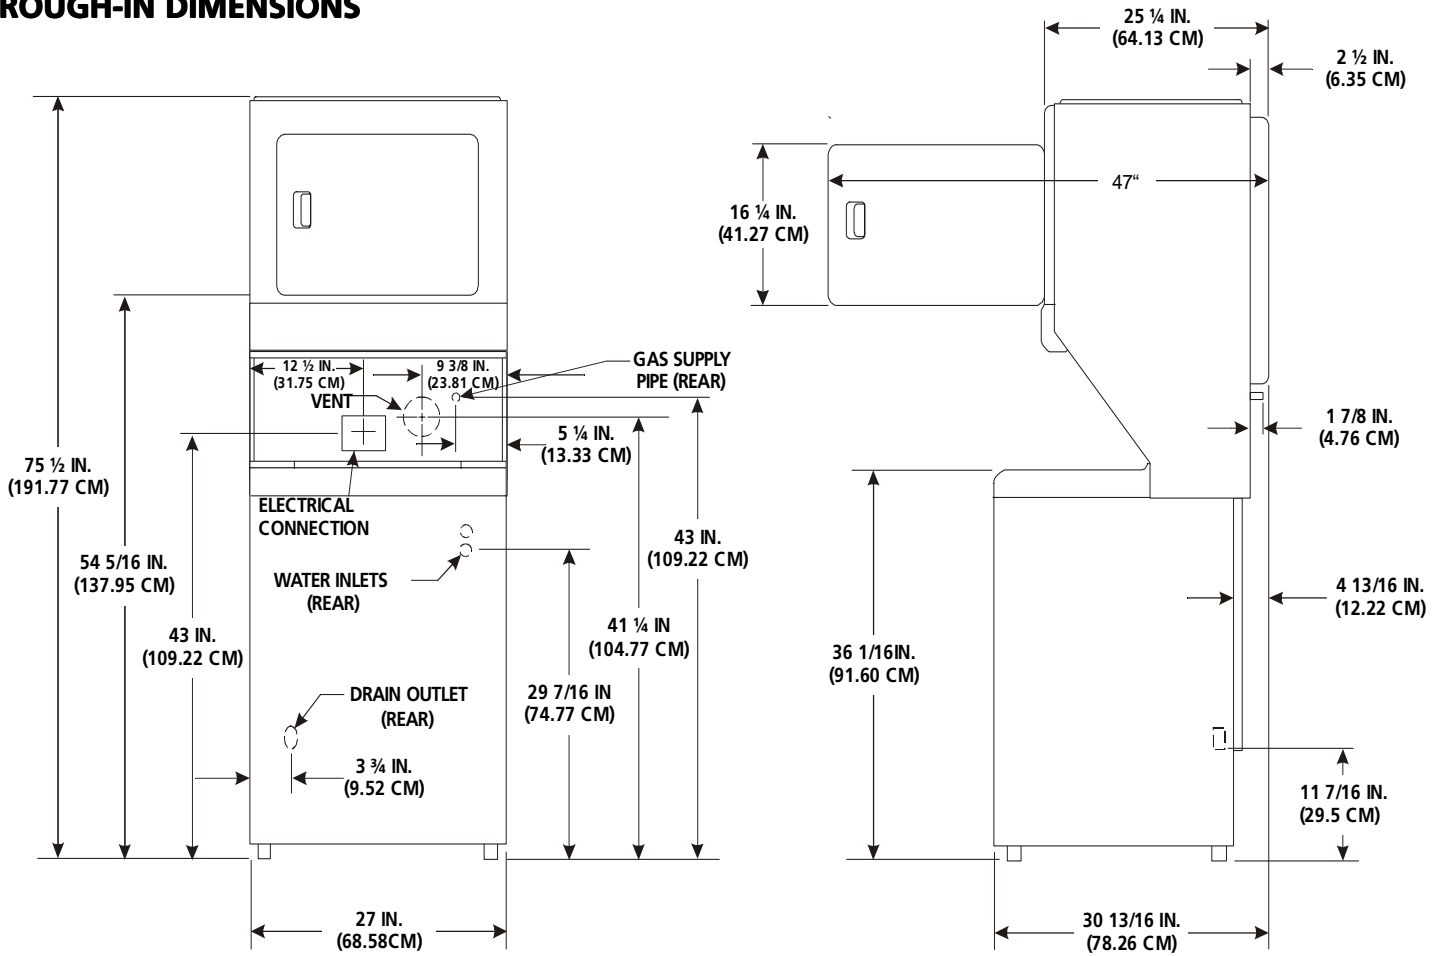 ROUGH-IN DIMENSIONS
25 ¼ IN.
(64.13 CM)
2 ½ IN.
(6.35 CM)
47“
16 ¼ IN.
(41.27 CM)
12 ½ IN.
(31.75 CM)
9 3/8 IN.
(23.81 CM)
GAS SUPPLY
PIPE (REAR)
VENT
5 ¼ IN.
(13.33 CM)
1 7/8 IN.
(4.76 CM)
75 ½ IN.
(191.77 CM)
ELECTRICAL
CONNECTION
54 5/16 IN.
(137.95 CM)
43 IN.
(109.22 CM)
WATER INLETS
(REAR)
4 13/16 IN.
(12.22 CM)
43 IN.
(109.22 CM)
41 ¼ IN
(104.77 CM)
36 1/16IN.
(91.60 CM)
DRAIN OUTLET
(REAR)
29 7/16 IN
(74.77 CM)
3 ¾ IN.
(9.52 CM)
11 7/16 IN.
(29.5 CM)
27 IN.
(68.58CM)
30 13/16 IN.
(78.26 CM)